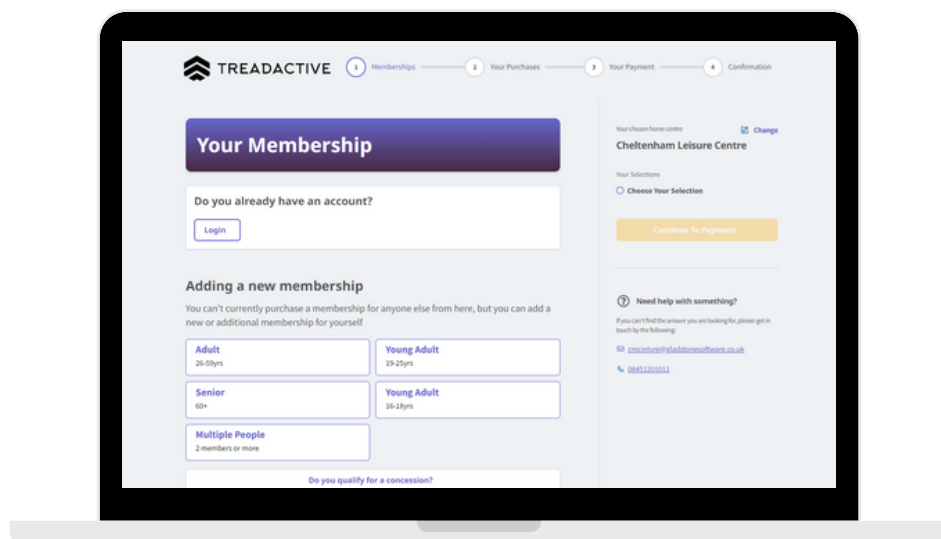 TREADACTIVE
1 Memberships
2 Your Purchases
3 Your Payment
4 Confirmation
Your Membership
Do you already have an account?
Login
Adding a new membership
You can't currently purchase a membership for anyone else from here, but you can add a
new or additional membership for yourself
Adult
26-59yrs
Young Adult
19-25yrs
Senior
60+
Young Adult
16-18yrs
Multiple People
2 members or more
Do you qualify for a concession?
Your chosen home centre
Change
Cheltenham Leisure Centre
Your Selections
Choose Your Selection
Continue To Payment
Need help with something?
If you can't find the answer you are looking for, please get in
touch by the following:
cmcintyre@gladstonesoftware.co.uk
08451201011